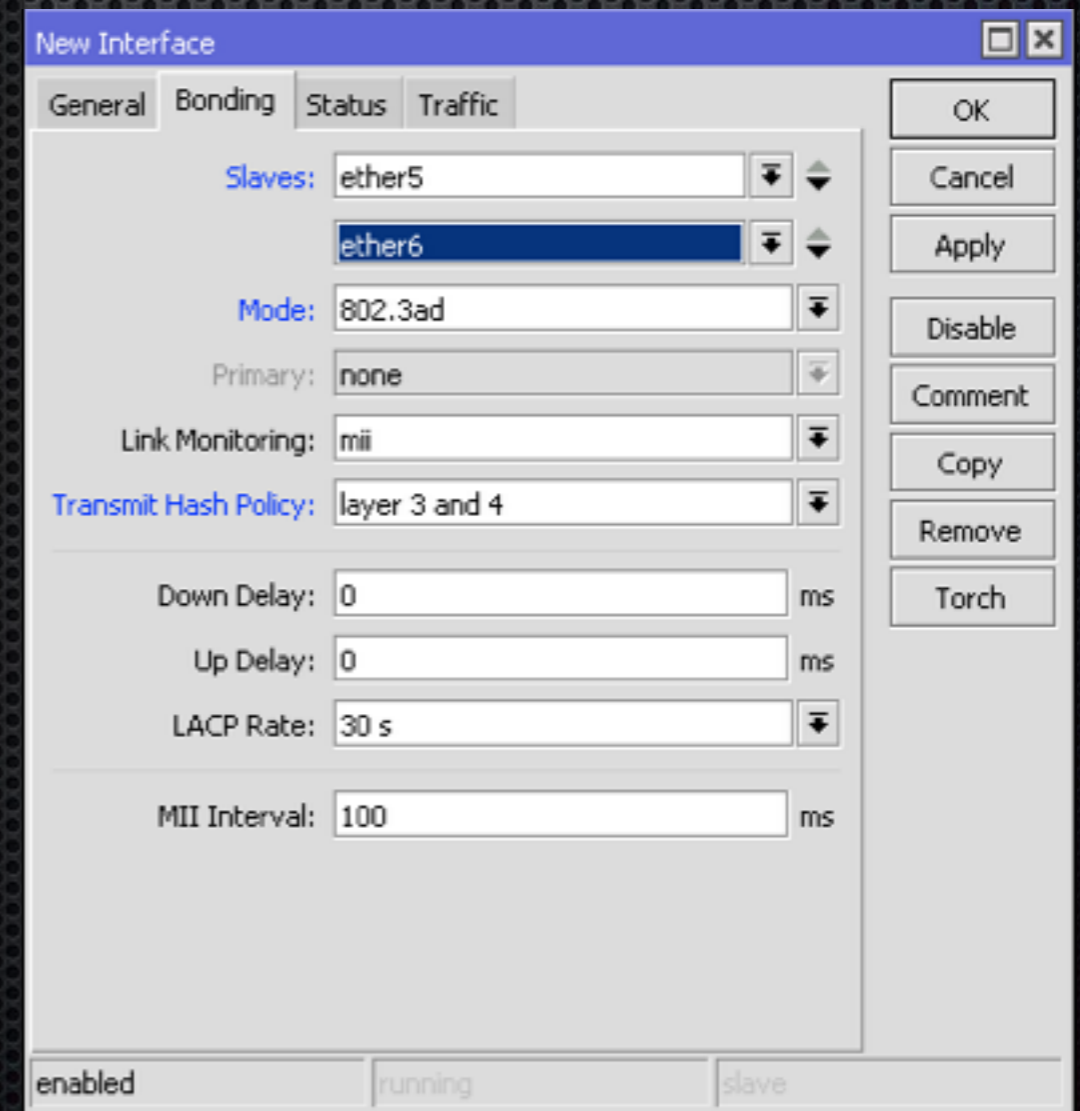 New Interface
General Bonding Status Traffic
Slaves: ether5
ether6
Mode: 802.3ad
Primary: none
Link Monitoring: mii
Transmit Hash Policy: layer 3 and 4
Down Delay: 0 ms
Up Delay: 0 ms
LACP Rate: 30 s
MII Interval: 100 ms
OK
Cancel
Apply
Disable
Comment
Copy
Remove
Torch
enabled running slave